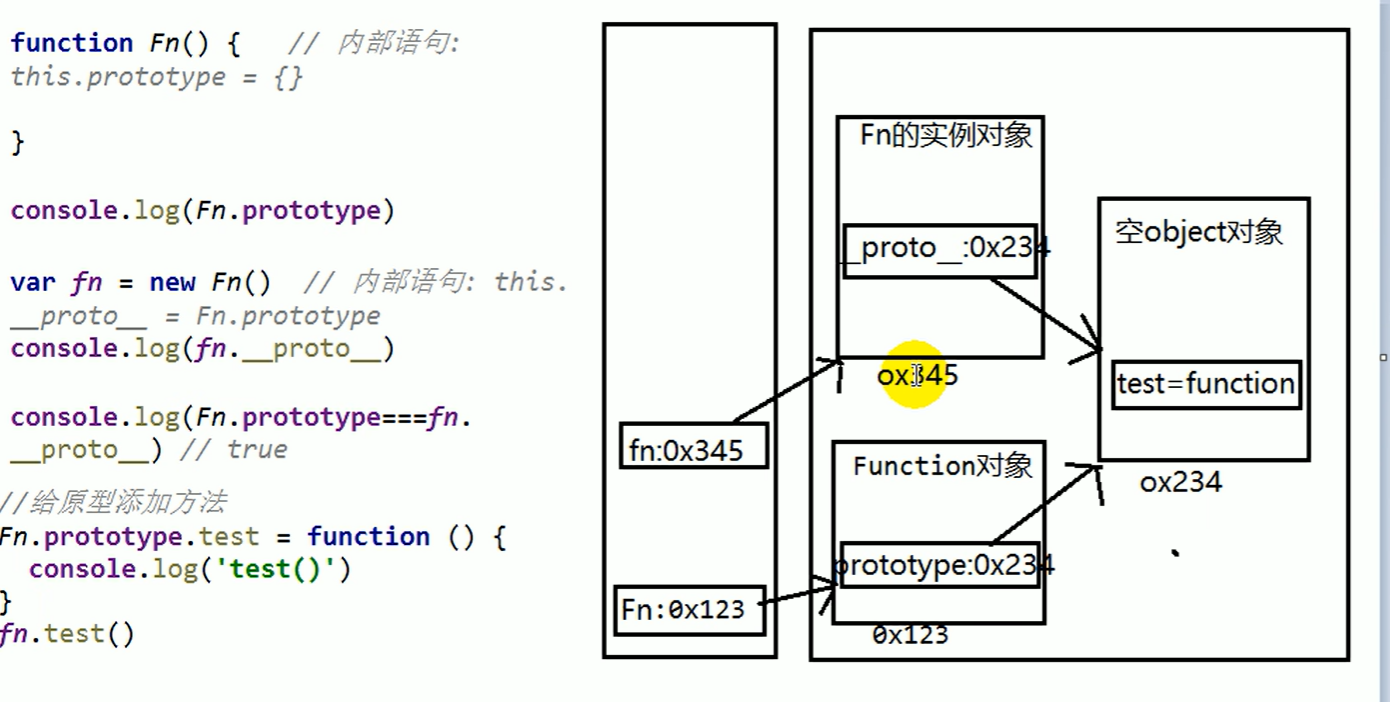 function Fn() {   // 内部语句:
this.prototype = {}
}
console.log(Fn.prototype)
var fn = new Fn()  // 内部语句: this.
__proto__ = Fn.prototype
console.log(fn.__proto__)
console.log(Fn.prototype===fn.
__proto__) // true
//给原型添加方法
Fn.prototype.test = function () {
  console.log('test()')
}
fn.test()
fn:0x345
Fn:0x123
Fn的实例对象
__proto__:0x234
ox345
Function对象
prototype:0x234
0x123
空object对象
test=function
ox234